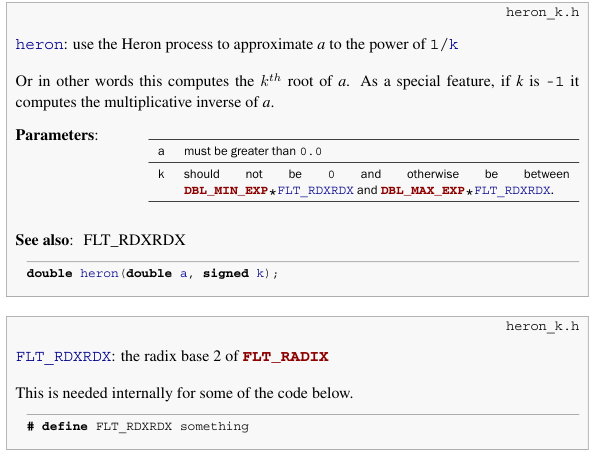 heron_k.h
heron: use the Heron process to approximate a to the power of 1/k
Or in other words this computes the kth root of a. As a special feature, if k is -1 it
computes the multiplicative inverse of a.
Parameters:
a must be greater than 0.0
k should not be 0 and otherwise be between
DBL_MIN_EXP*FLT_RDXRDX and DBL_MAX_EXP*FLT_RDXRDX.
See also: FLT_RDXRDX
double heron(double a, signed k);
heron_k.h
FLT_RDXRDX: the radix base 2 of FLT_RADIX
This is needed internally for some of the code below.
# define FLT_RDXRDX something